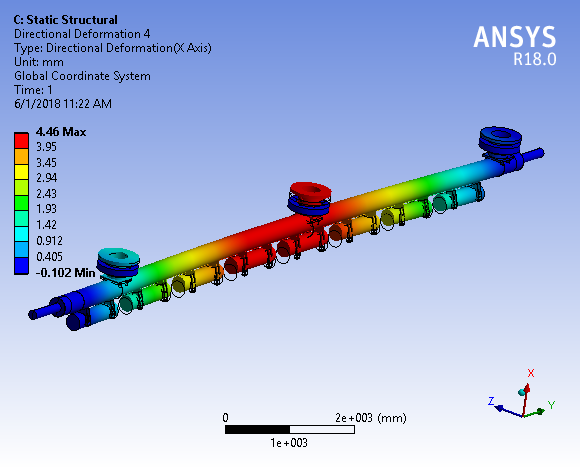 C: Static Structural
Directional Deformation 4
Type: Directional Deformation(X Axis)
Unit: mm
Global Coordinate System
Time: 1
6/1/2018 11:22 AM
ANSYS
R18.0
4.46 Max
3.95
3.45
2.94
2.43
1.93
1.42
0.912
0.405
-0.102 Min
X
Z
Y
0 2e+003 (mm)
1e+003